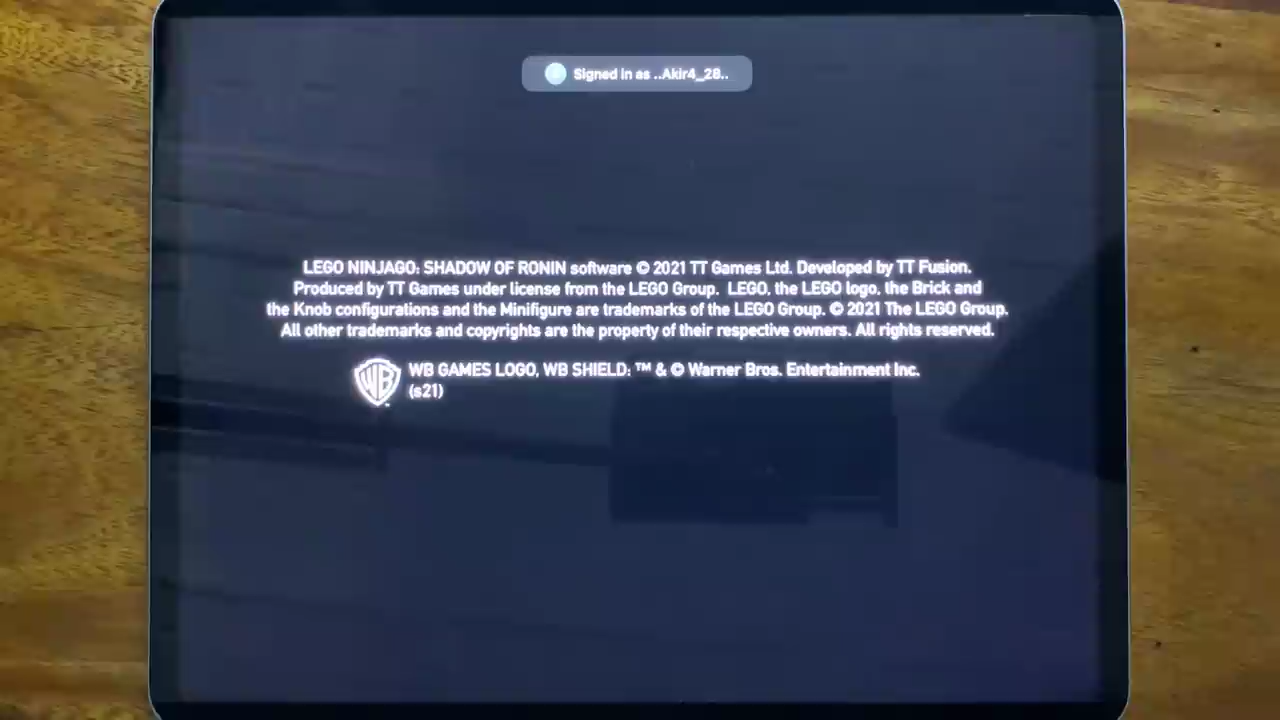 Signed in as ..Akir4_28..
LEGO NINJAGO: SHADOW OF RONIN software © 2021 TT Games Ltd. Developed by TT Fusion.
Produced by TT Games under license from the LEGO Group. LEGO, the LEGO logo, the Brick and
the Knob configurations and the Minifigure are trademarks of the LEGO Group. © 2021 The LEGO Group.
All other trademarks and copyrights are the property of their respective owners. All rights reserved.
WB GAMES LOGO, WB SHIELD: ™ & © Warner Bros. Entertainment Inc.
WB ™ (s21)